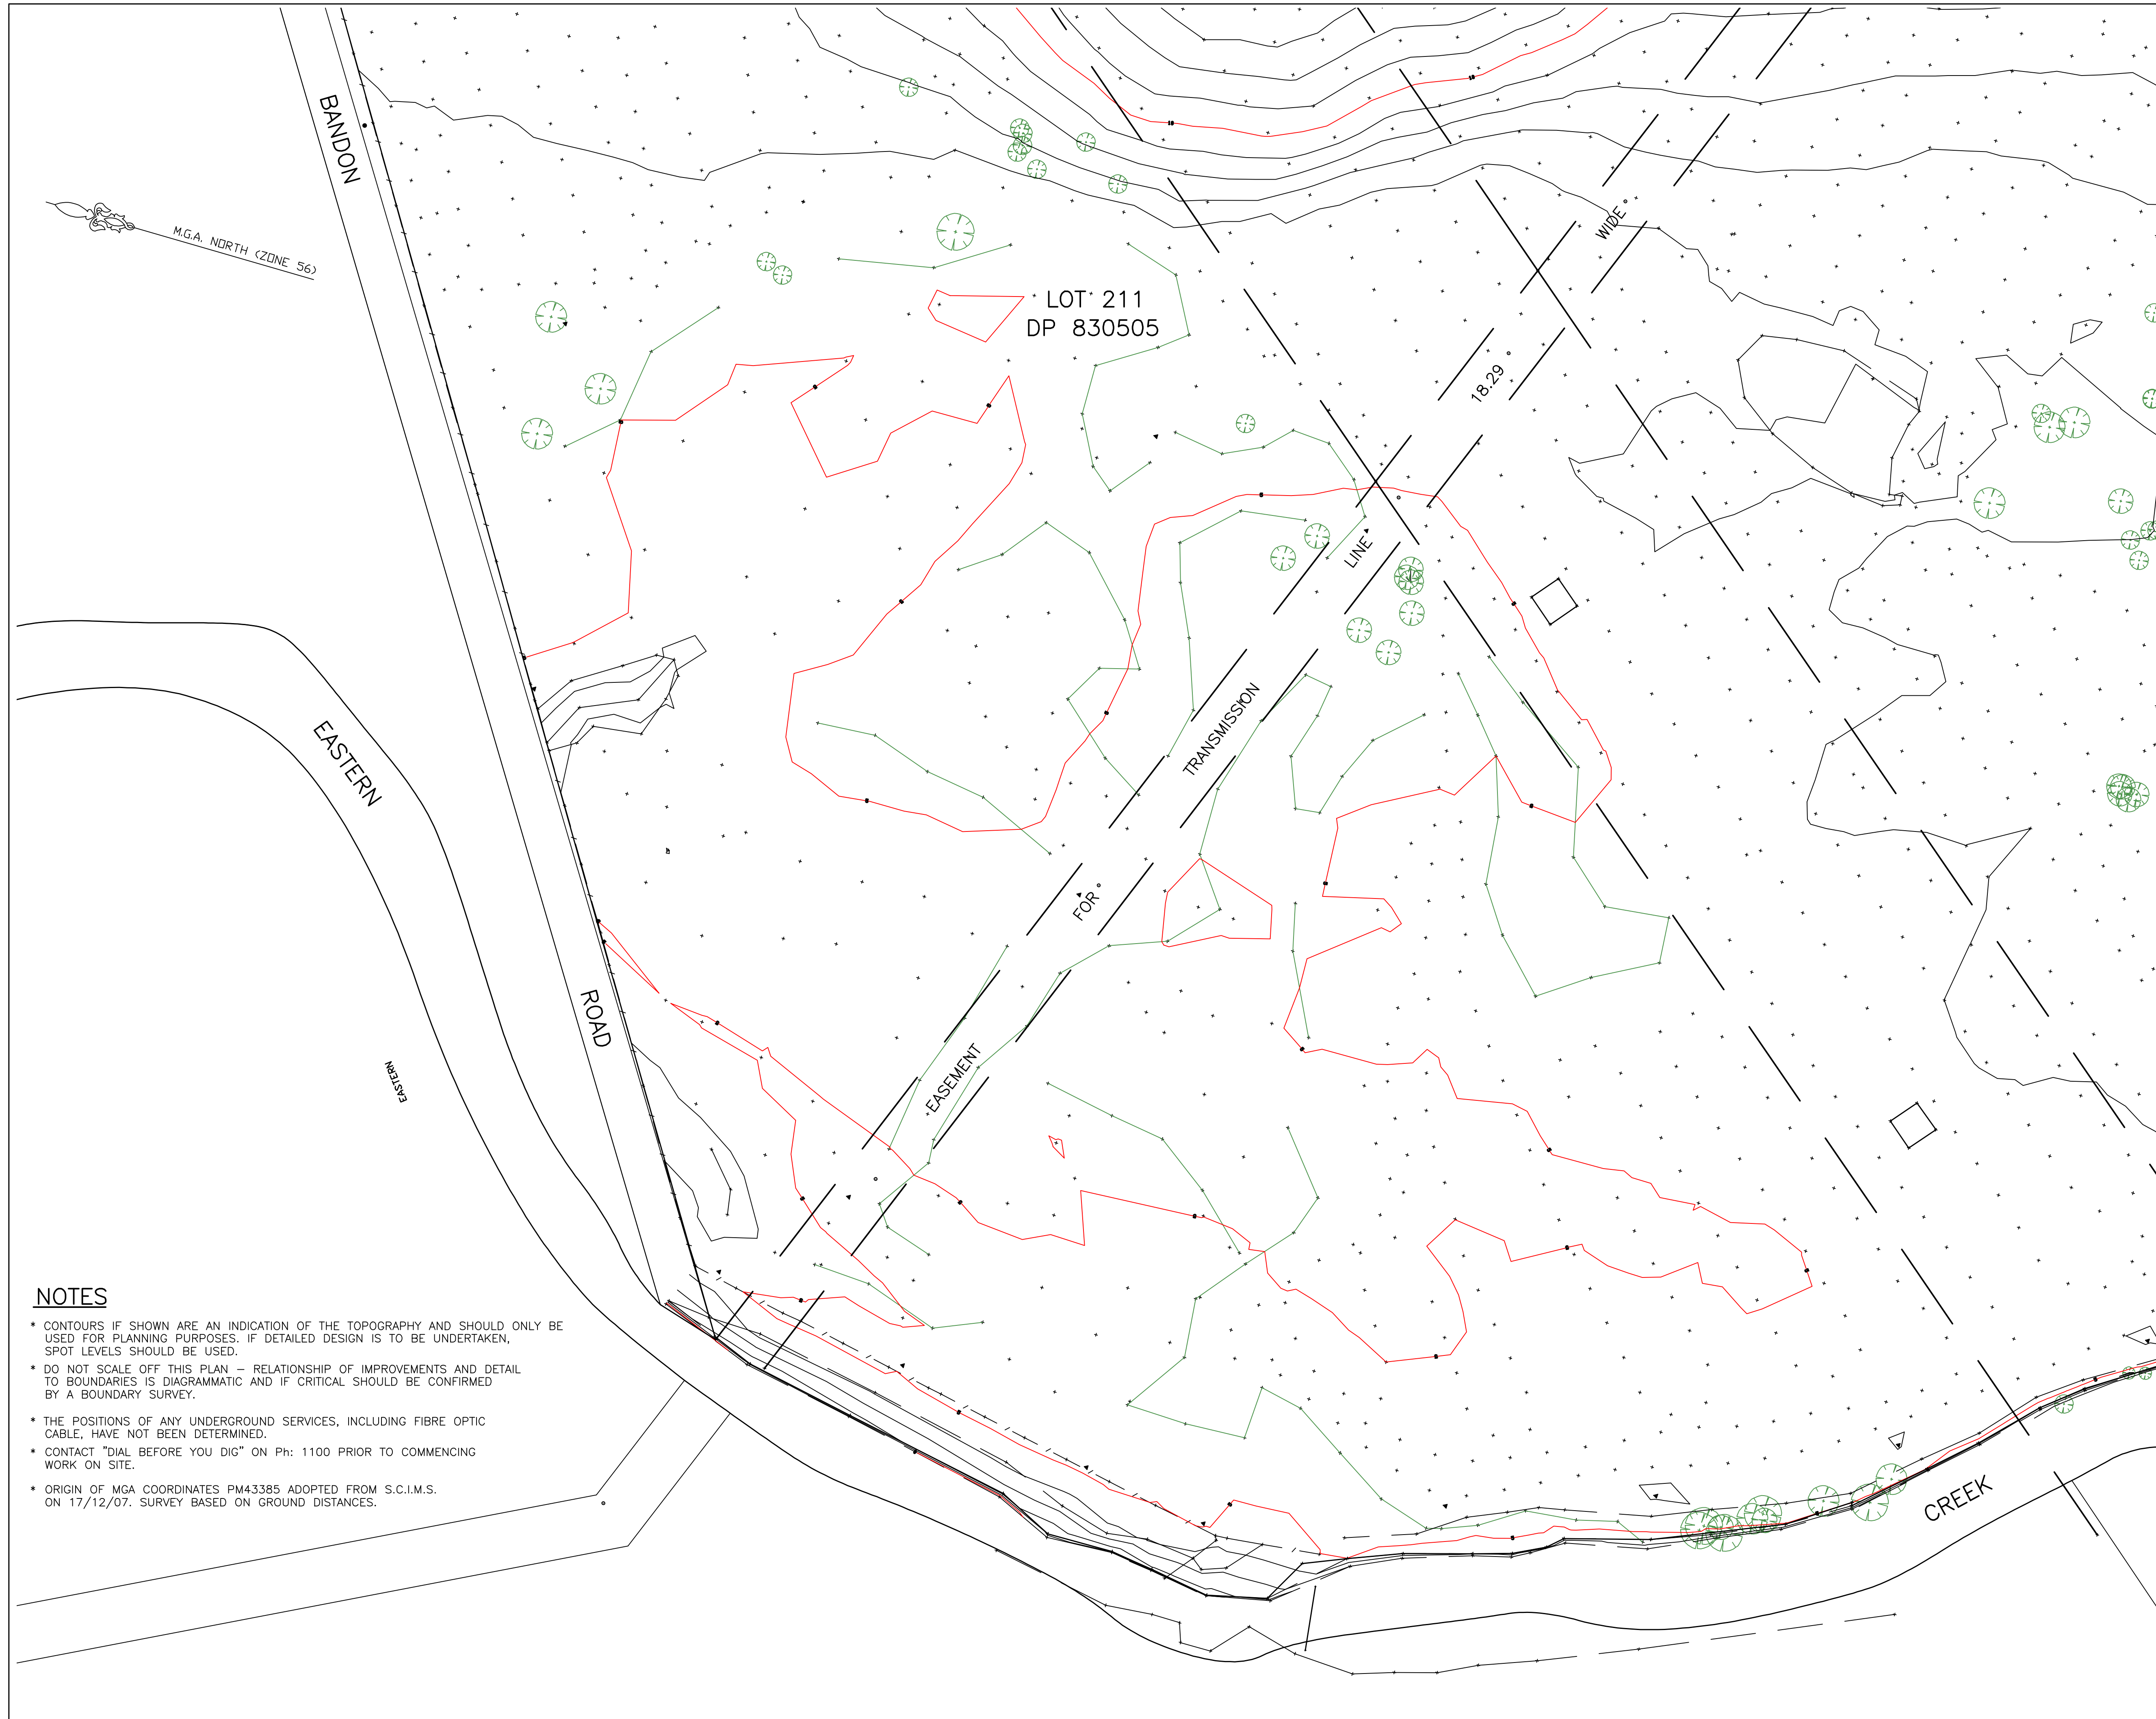 BANDON
M.G.A. NORTH (ZONE 56)
LOT 211
DP 830505
WIDE
18.29
LINE
TRANSMISSION
FOR
EASEMENT
EASTERN
ROAD
EASTERN
CREEK
NOTES
* CONTOURS IF SHOWN ARE AN INDICATION OF THE TOPOGRAPHY AND SHOULD ONLY BE
USED FOR PLANNING PURPOSES. IF DETAILED DESIGN IS TO BE UNDERTAKEN,
SPOT LEVELS SHOULD BE USED.
* DO NOT SCALE OFF THIS PLAN – RELATIONSHIP OF IMPROVEMENTS AND DETAIL
TO BOUNDARIES IS DIAGRAMMATIC AND IF CRITICAL SHOULD BE CONFIRMED
BY A BOUNDARY SURVEY.
* THE POSITIONS OF ANY UNDERGROUND SERVICES, INCLUDING FIBRE OPTIC
CABLE, HAVE NOT BEEN DETERMINED.
* CONTACT "DIAL BEFORE YOU DIG" ON Ph: 1100 PRIOR TO COMMENCING
WORK ON SITE.
* ORIGIN OF MGA COORDINATES PM43385 ADOPTED FROM S.C.I.M.S.
ON 17/12/07. SURVEY BASED ON GROUND DISTANCES.